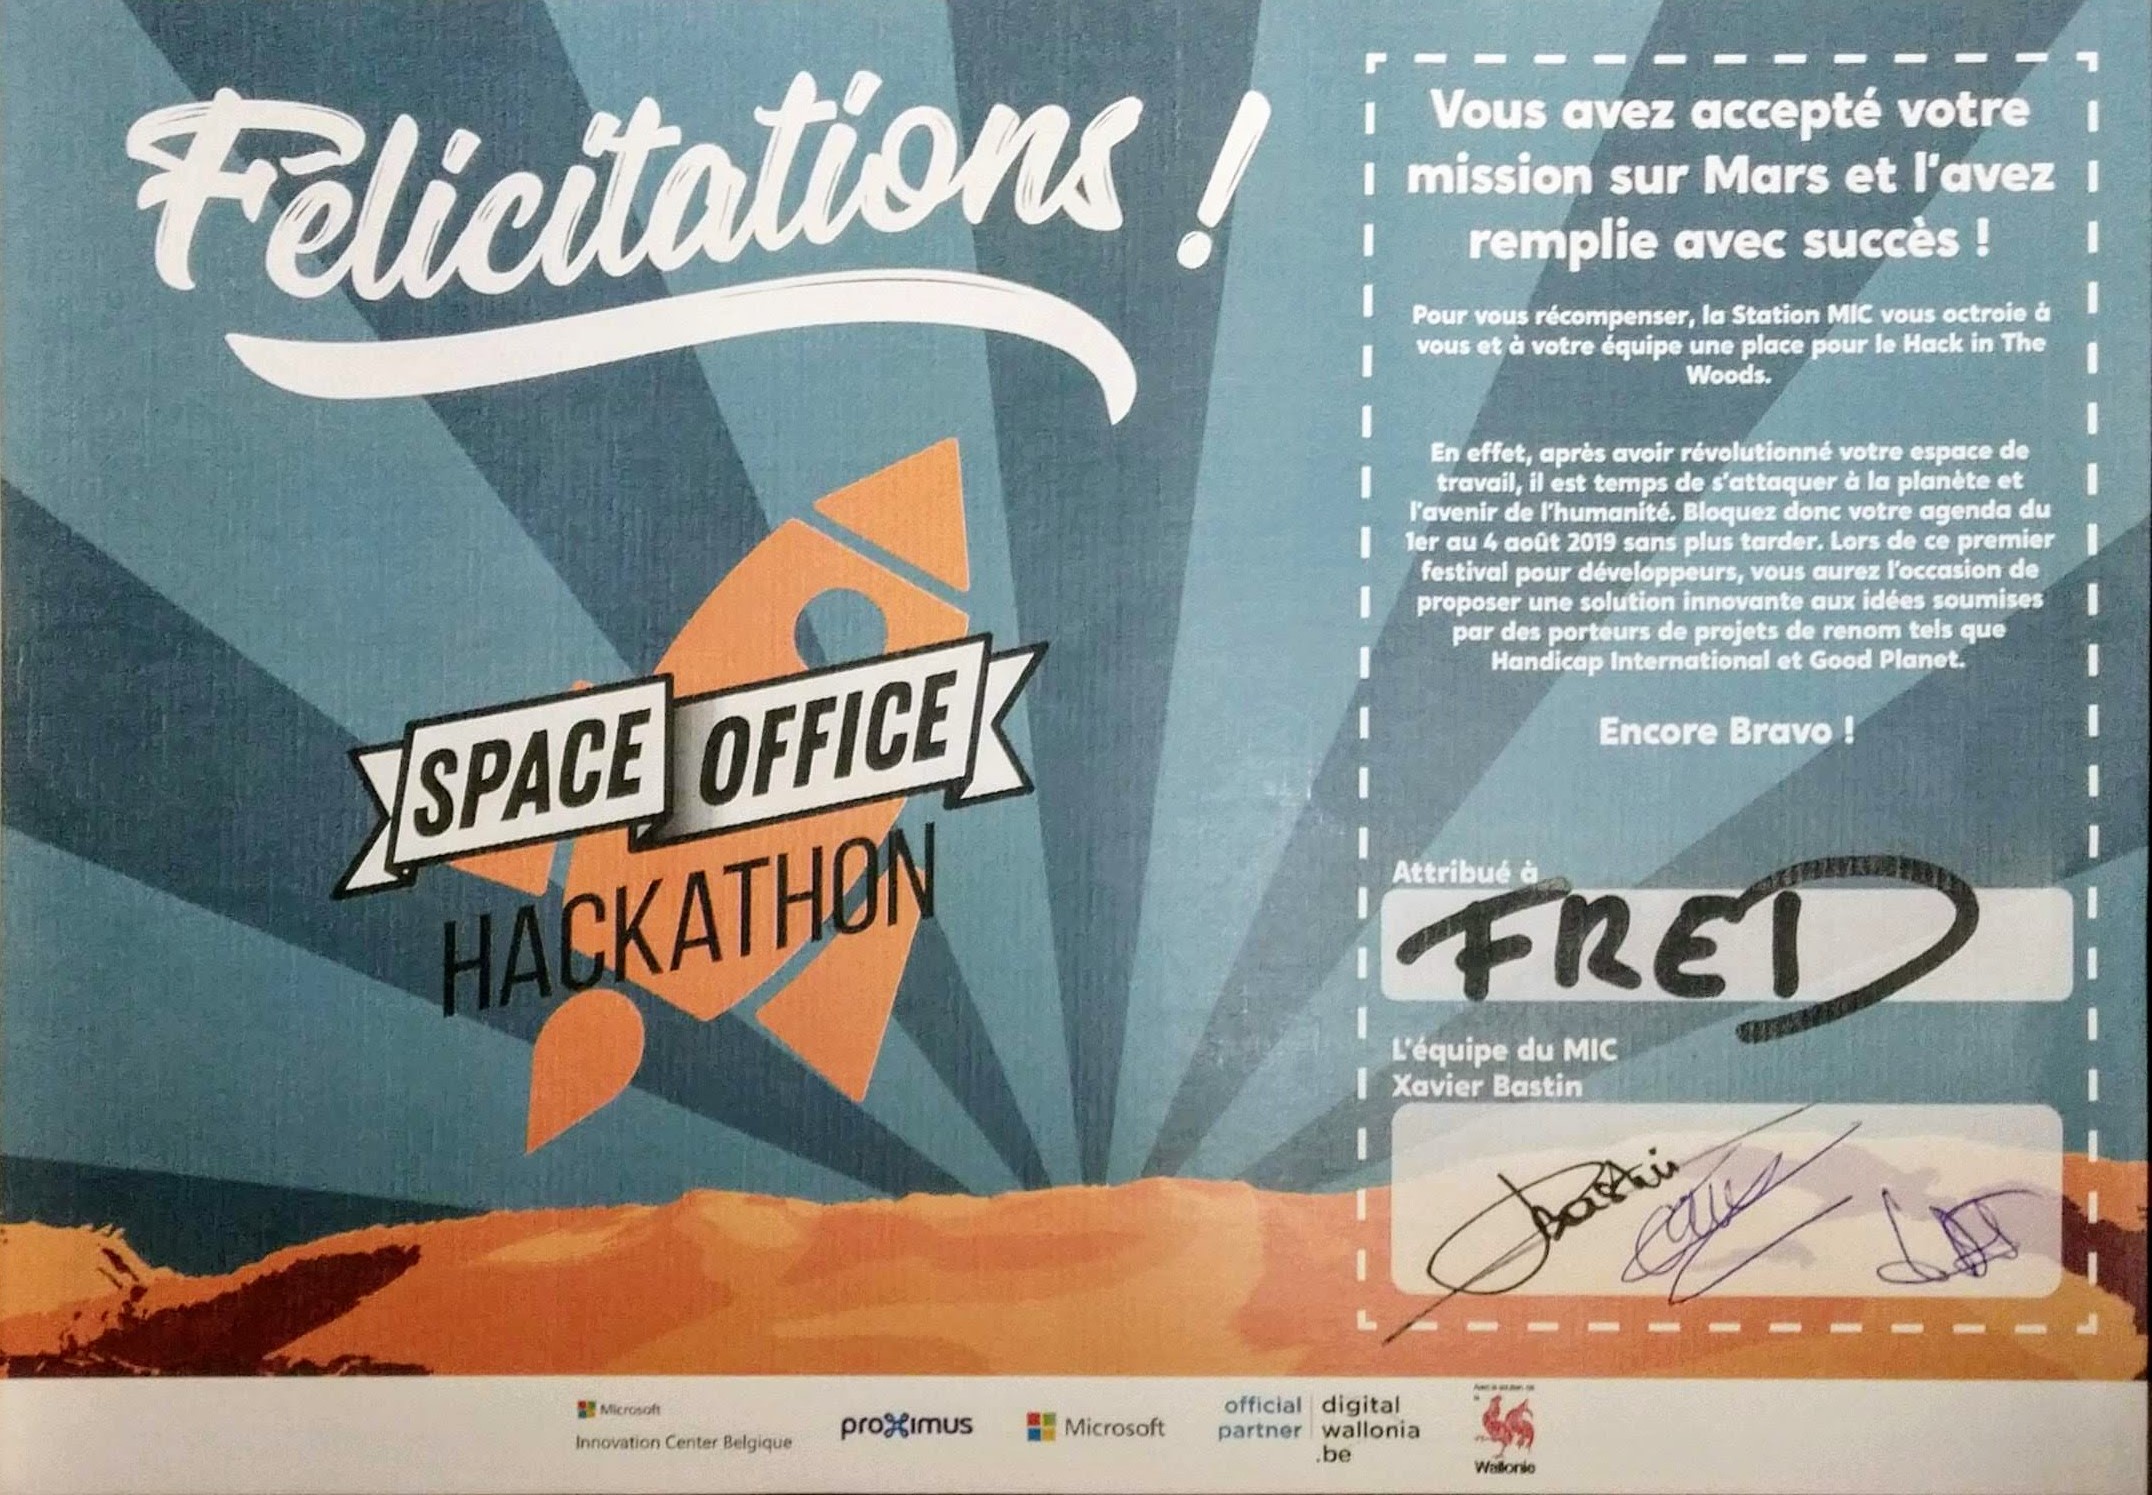 Félicitations !
SPACE OFFICE
HACKATHON
Vous avez accepté votre
mission sur Mars et l'avez
remplie avec succès !
Pour vous récompenser, la Station MIC vous octroie à
vous et à votre équipe une place pour le Hack in The
Woods.
En effet, après avoir révolutionné votre espace de
travail, il est temps de s'attaquer à la planète et
l'avenir de l'humanité. Bloquez donc votre agenda du
1er au 4 août 2019 sans plus tarder. Lors de ce premier
festival pour développeurs, vous aurez l'occasion de
proposer une solution innovante aux idées soumises
par des porteurs de projets de renom tels que
Handicap International et Good Planet.
Encore Bravo !
Attribué à
FRED
L'équipe du MIC
Xavier Bastin
Bastin
Microsoft
Innovation Center Belgique
proximus
Microsoft
official
partner
digital
wallonia
.be
Wallonie